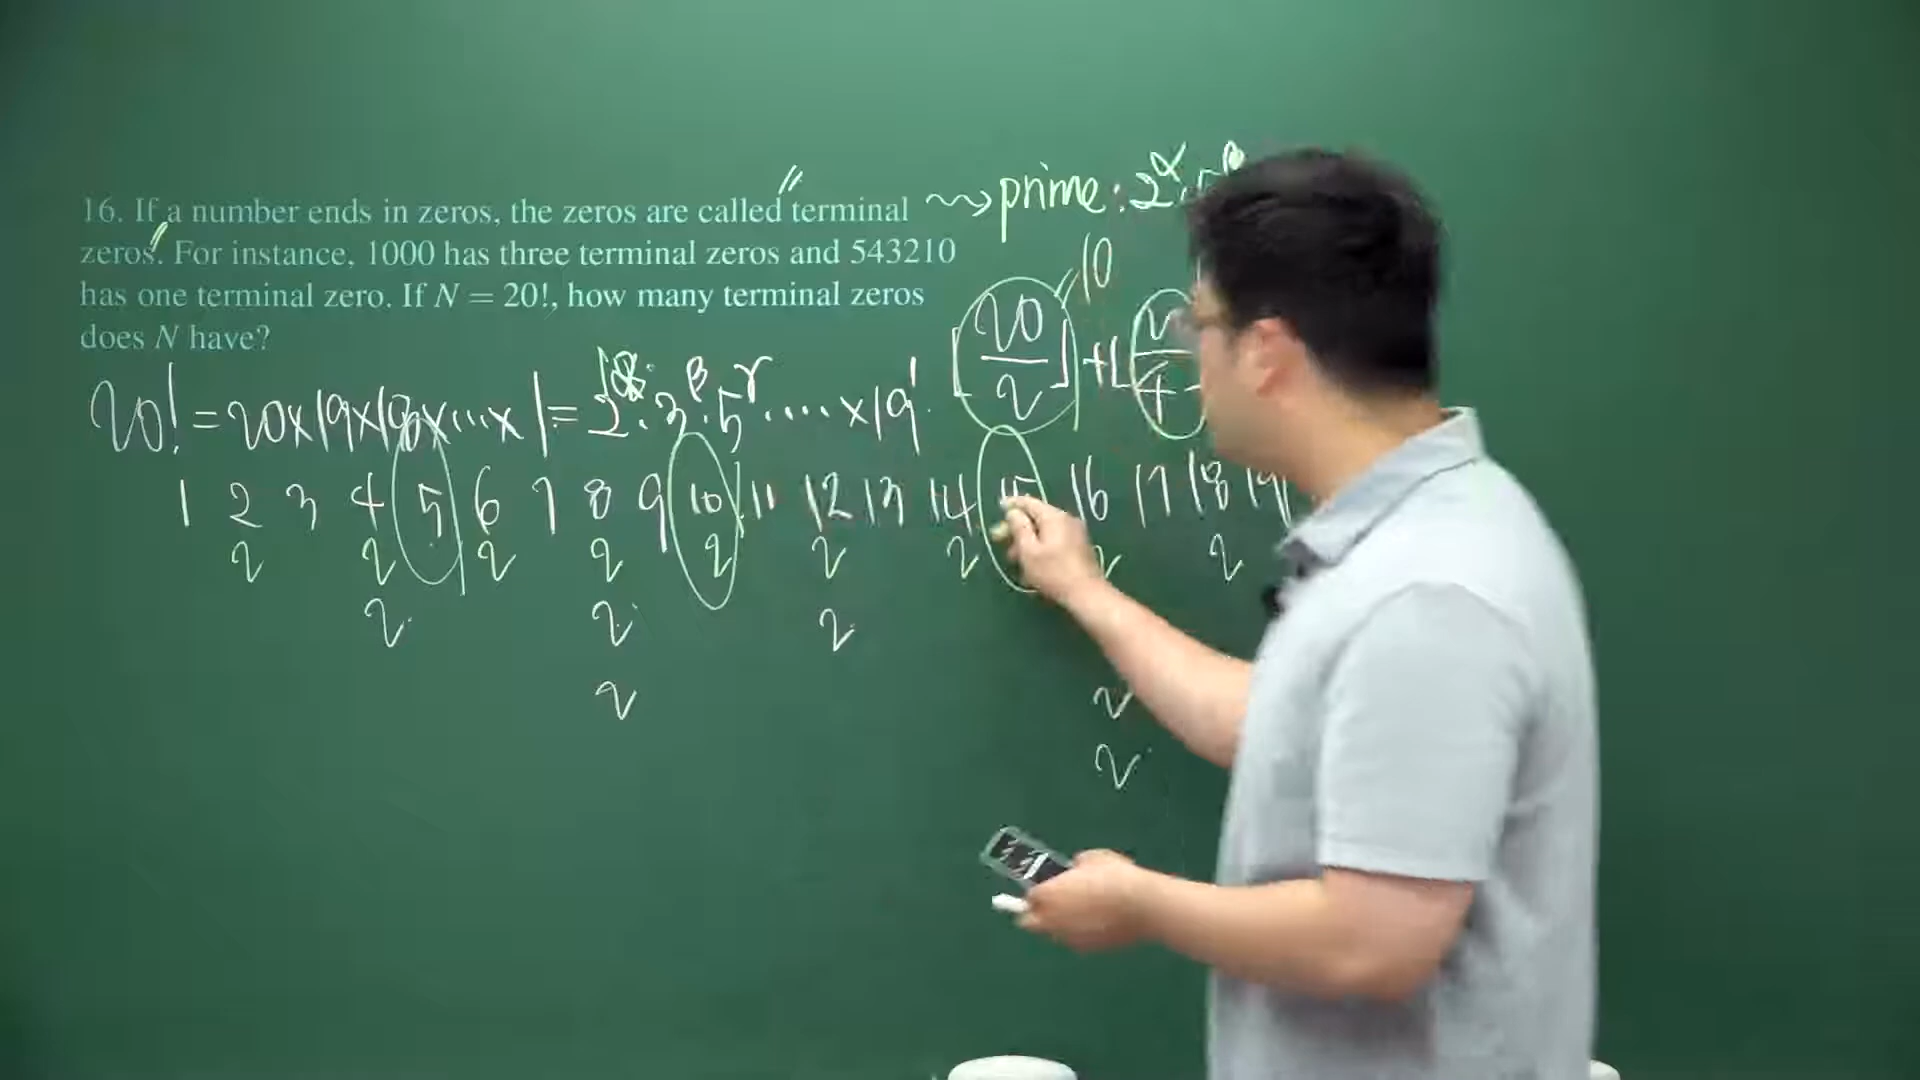 16. If a number ends in zeros, the zeros are called "terminal
zeros". For instance, 1000 has three terminal zeros and 543210
has one terminal zero. If N = 20!, how many terminal zeros
does N have?
⇝ prime : 2^α · 5^β
10
[20/2] + [
20! = 20×19×18×...×1 = 2^α · 3^β · 5^γ ..... ×19'
1 2 3 4 5 6 7 8 9 10 11 12 13 14 15 16 17 18 19
2 2 2 2 2 2 2 2 2
2 2 2
2 2
2